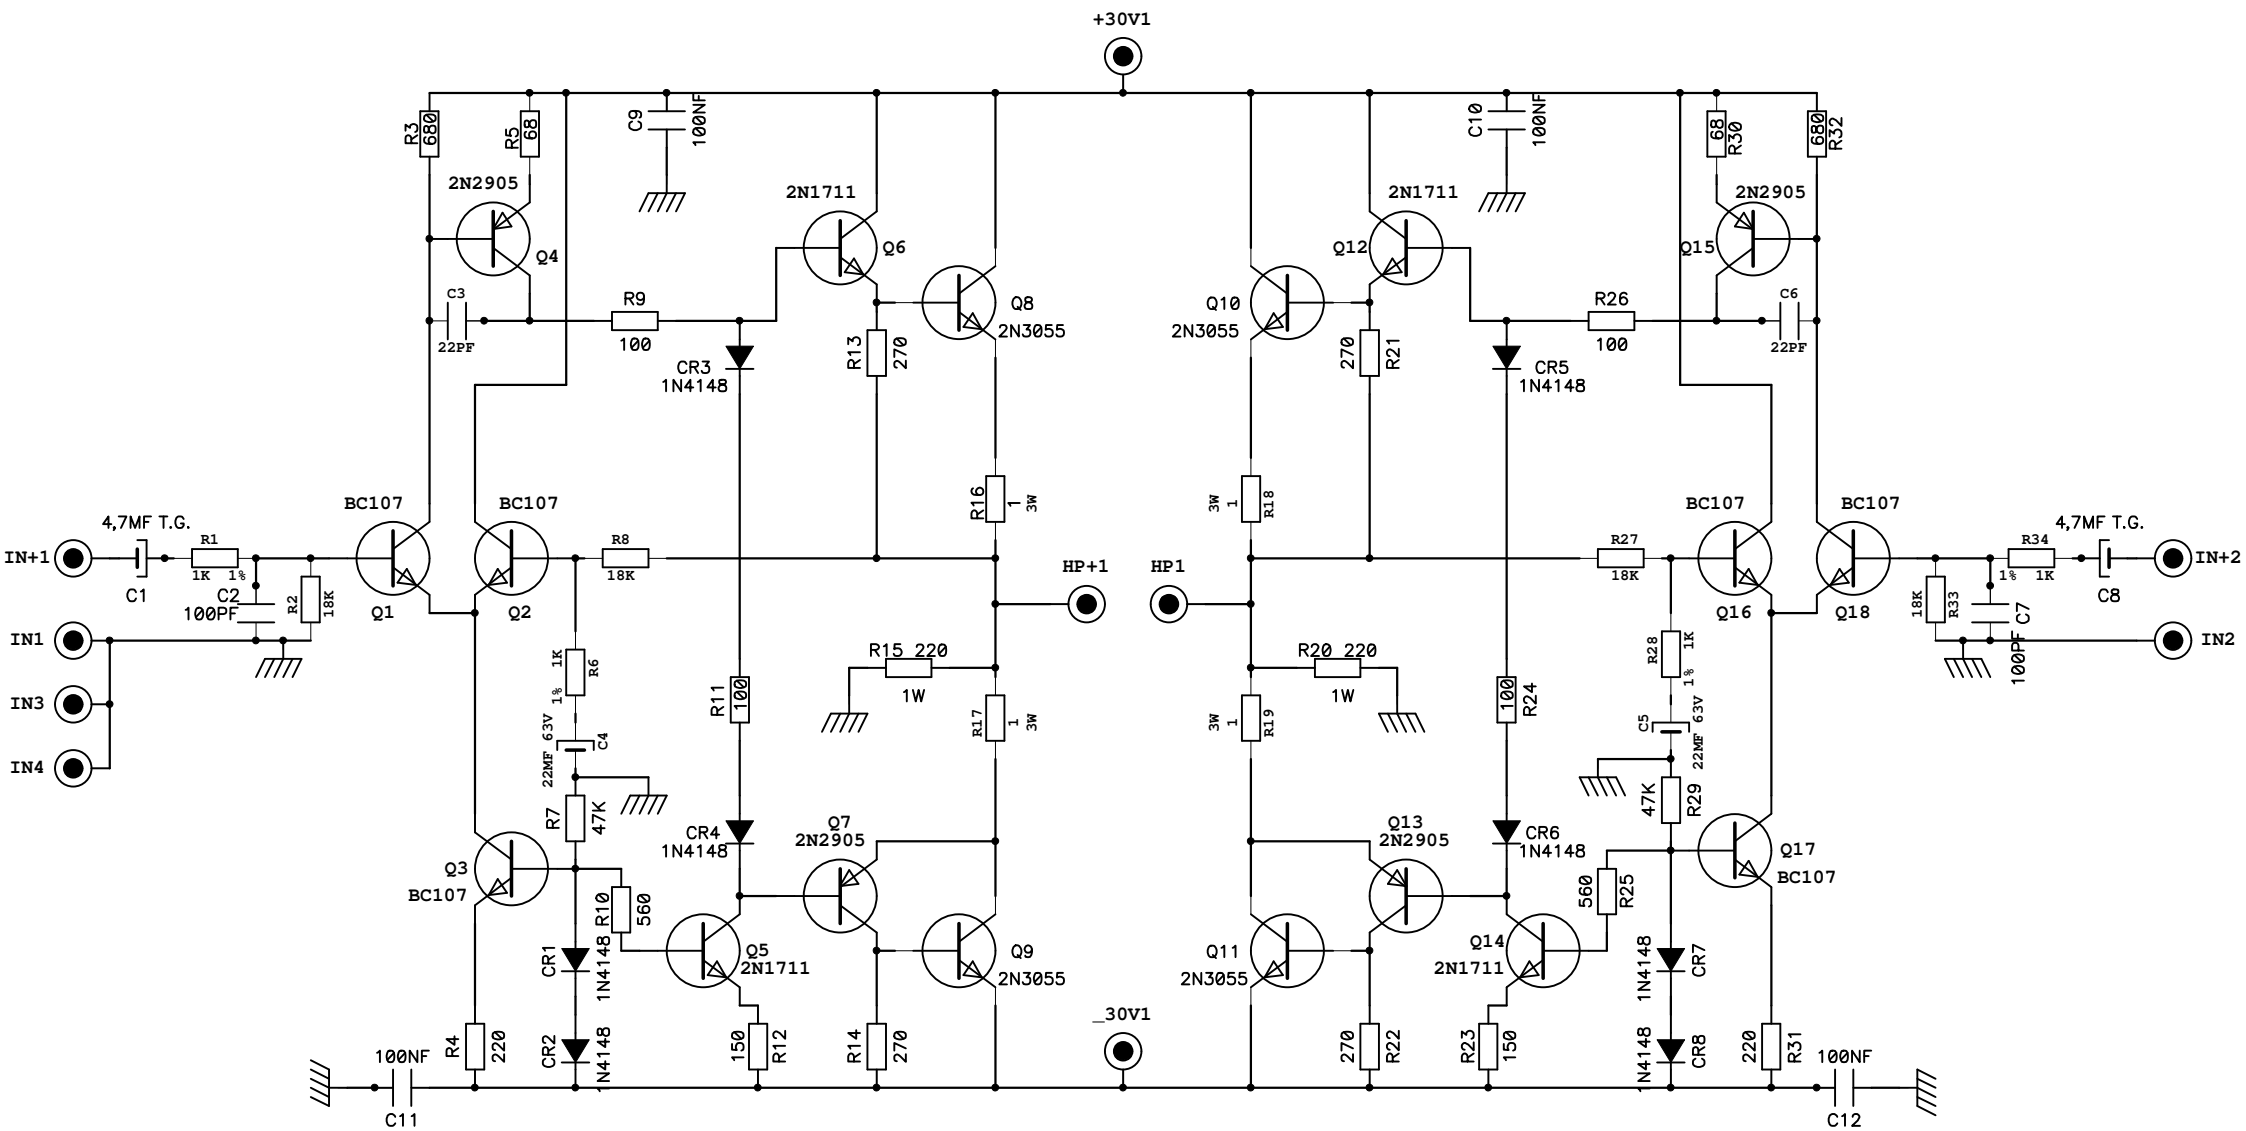 +30V1
R3
680
R5
68
C9
100NF
C10
100NF
68
R30
680
R32
2N2905
2N1711
2N1711
2N2905
Q4
Q6
Q12
Q15
C3
22PF
R9
100
Q8
2N3055
Q10
2N3055
R26
100
C6
22PF
R13
270
270
R21
CR3
1N4148
CR5
1N4148
BC107
BC107
R16
1
3W
3W
1
R18
BC107
BC107
4,7MF T.G.
4,7MF T.G.
IN+1
R1
1K
1%
C1
C2
100PF
R2
18K
Q1
Q2
R8
18K
HP+1
HP1
R27
18K
Q16
Q18
R34
1%
1K
IN+2
C8
18K
R33
C7
100PF
IN1
IN2
IN3
IN4
1K
R6
1%
R15 220
1W
R20 220
1W
R28
1K
1%
R11
100
R17
1
3W
3W
1
R19
100
R24
63V
22MF
C4
C5
63V
22MF
R7
47K
47K
R29
CR4
1N4148
Q7
2N2905
Q13
2N2905
CR6
1N4148
Q3
BC107
Q17
BC107
R10
560
560
R25
Q5
2N1711
Q9
2N3055
Q11
2N3055
Q14
2N1711
CR1
1N4148
1N4148
CR7
_30V1
R4
220
CR2
1N4148
150
R12
R14
270
270
R22
R23
150
1N4148
CR8
220
R31
100NF
C11
100NF
C12